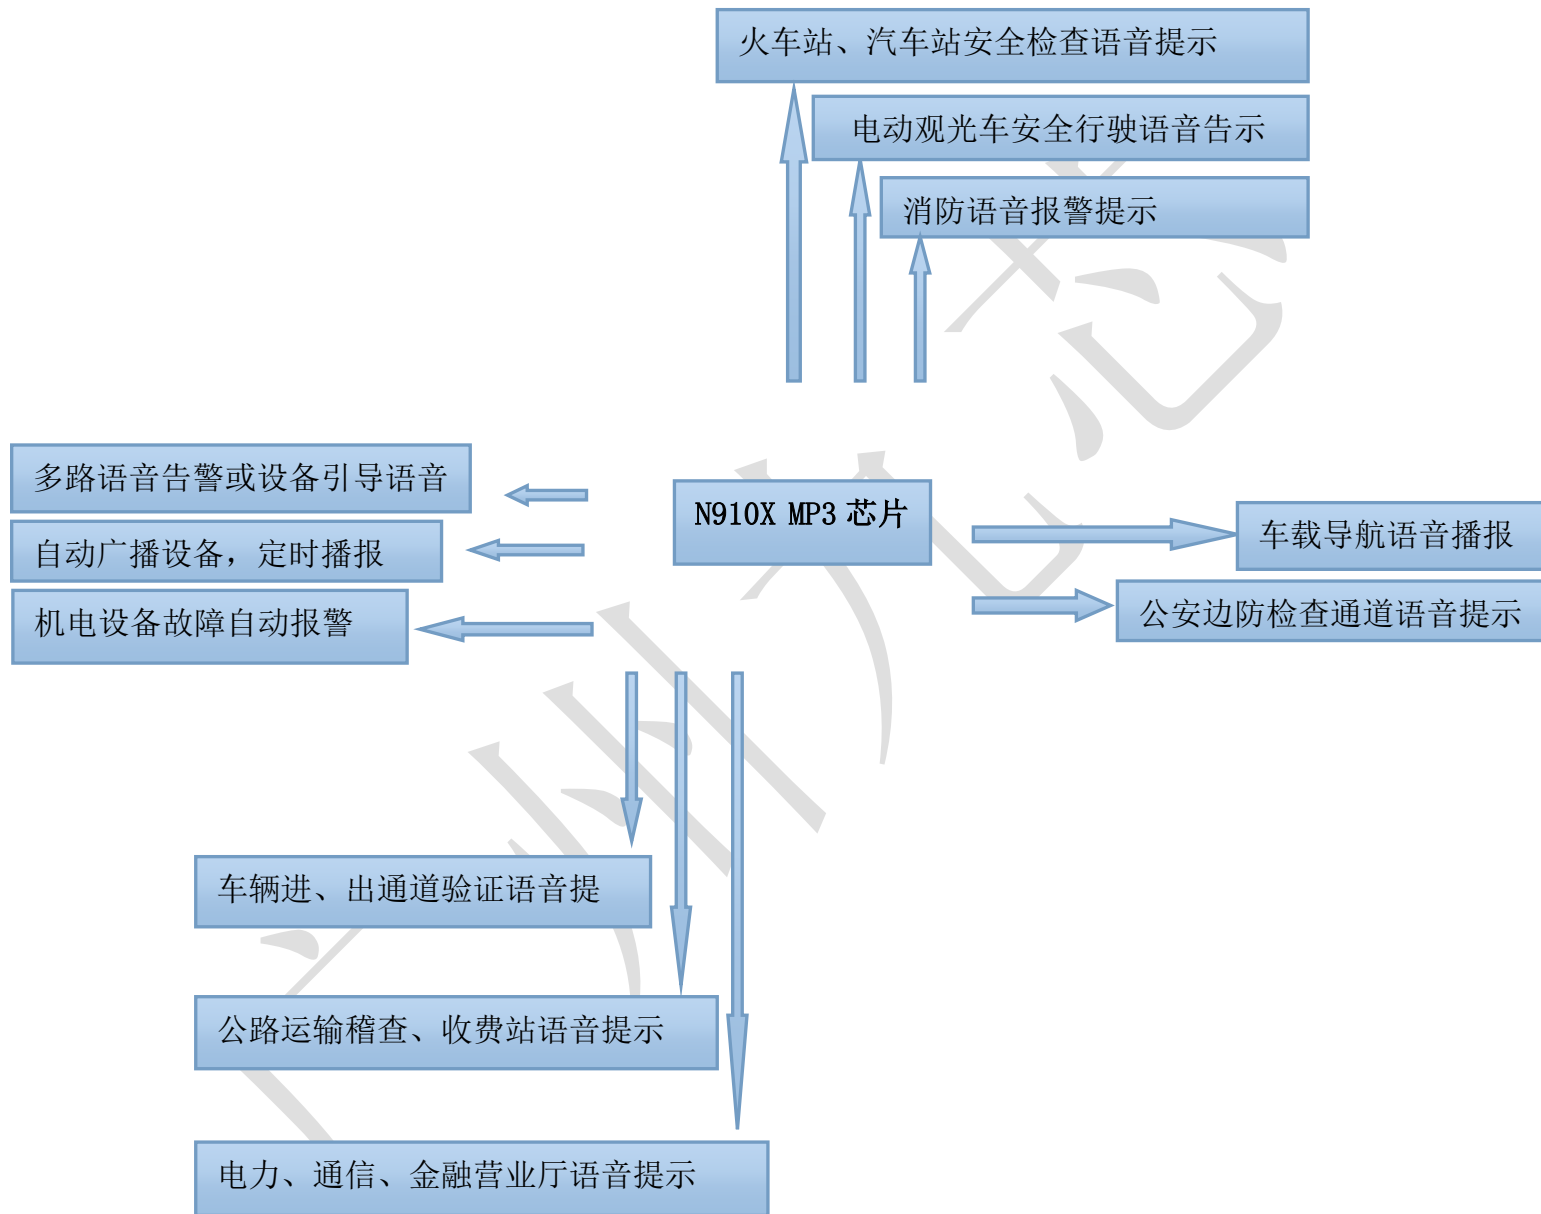 火车站、汽车站安全检查语音提示
电动观光车安全行驶语音告示
消防语音报警提示
多路语音告警或设备引导语音
自动广播设备，定时播报
机电设备故障自动报警
N910X MP3 芯片
车载导航语音播报
公安边防检查通道语音提示
车辆进、出通道验证语音提
公路运输稽查、收费站语音提示
电力、通信、金融营业厅语音提示